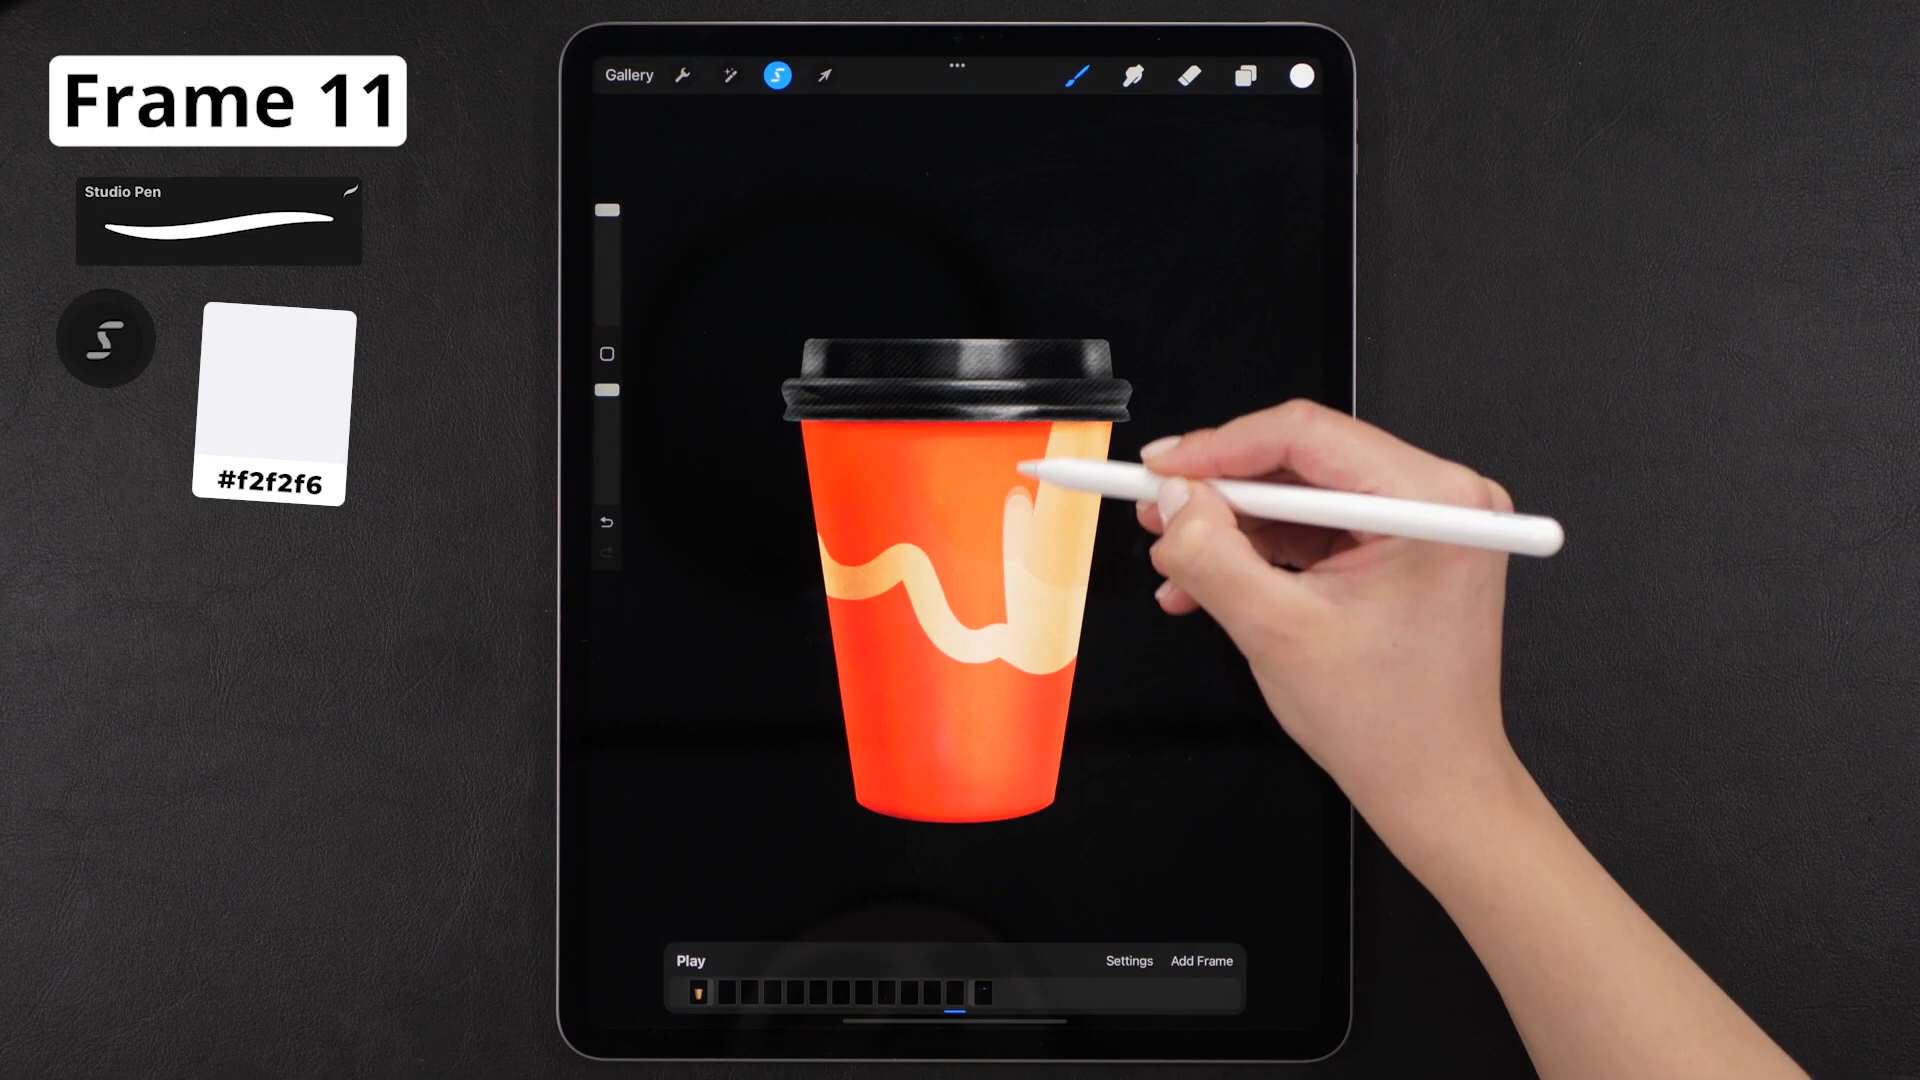 Frame 11
Studio Pen
#f2f2f6
Gallery
Play
Settings
Add Frame